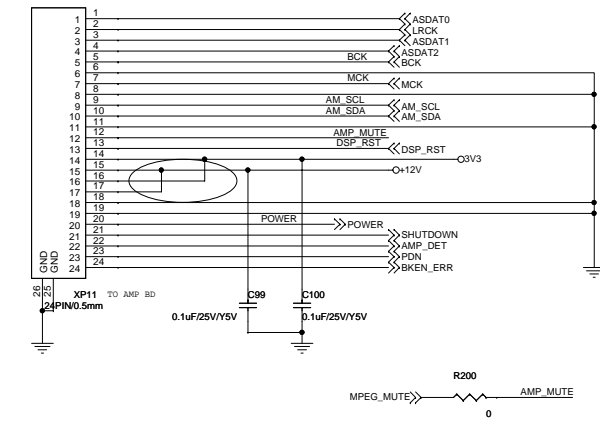 1 1 ASDAT0
2 2 LRCK
3 3 ASDAT1
4 4 ASDAT2
5 5 BCK BCK
6 6
7 7 MCK MCK
8 8
9 9 AM_SCL AM_SCL
10 10 AM_SDA AM_SDA
11 11
12 12 AMP_MUTE
13 13 DSP_RST DSP_RST
14 14 3V3
15 15 +12V
16 16
17 17
18 18
19 19
20 20 POWER POWER
21 21 SHUTDOWN
22 22 AMP_DET
23 23 PDN
24 24 BKEN_ERR
GND GND
26 25
XP11 TO AMP BD
24PIN/0.5mm
C99 C100
0.1uF/25V/Y5V 0.1uF/25V/Y5V
R200
MPEG_MUTE AMP_MUTE
0